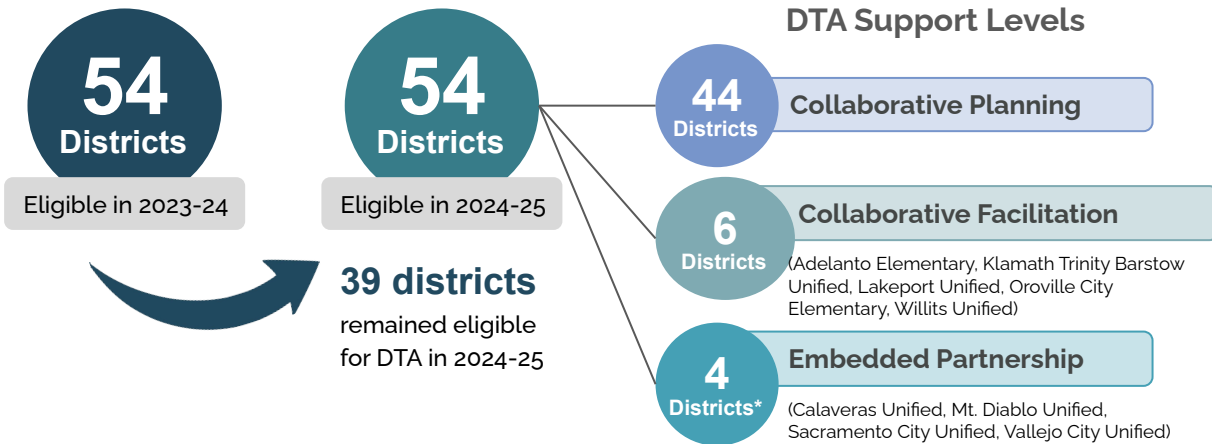 54
Districts
Eligible in 2023-24
54
Districts
Eligible in 2024-25
39 districts
remained eligible
for DTA in 2024-25
DTA Support Levels
44
Districts
Collaborative Planning
6
Districts
Collaborative Facilitation
(Adelanto Elementary, Klamath Trinity Barstow
Unified, Lakeport Unified, Oroville City
Elementary, Willits Unified)
4
Districts*
Embedded Partnership
(Calaveras Unified, Mt. Diablo Unified,
Sacramento City Unified, Vallejo City Unified)